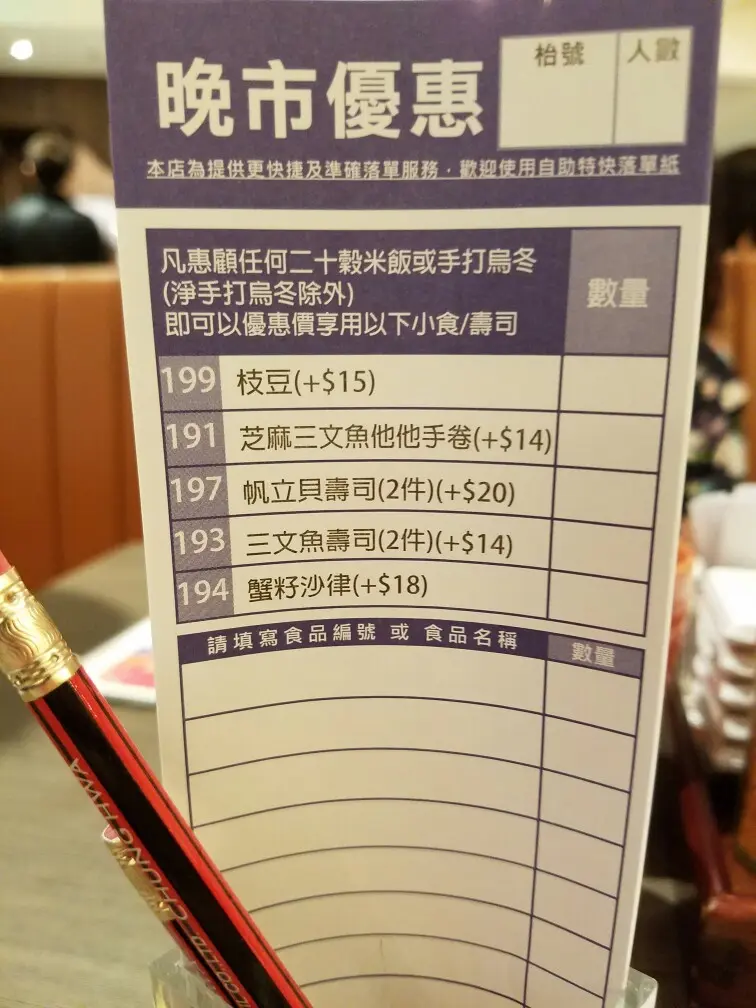 晚市優惠
枱號
人數
本店為提供更快捷及準確落單服務，歡迎使用自助特快落單紙
凡惠顧任何二十穀米飯或手打烏冬
(淨手打烏冬除外)
即可以優惠價享用以下小食/壽司
數量
199 枝豆(+$15)
191 芝麻三文魚他他手卷(+$14)
197 帆立貝壽司(2件)(+$20)
193 三文魚壽司(2件)(+$14)
194 蟹籽沙律(+$18)
請填寫食品編號 或 食品名稱
數量
CHUNG HWA